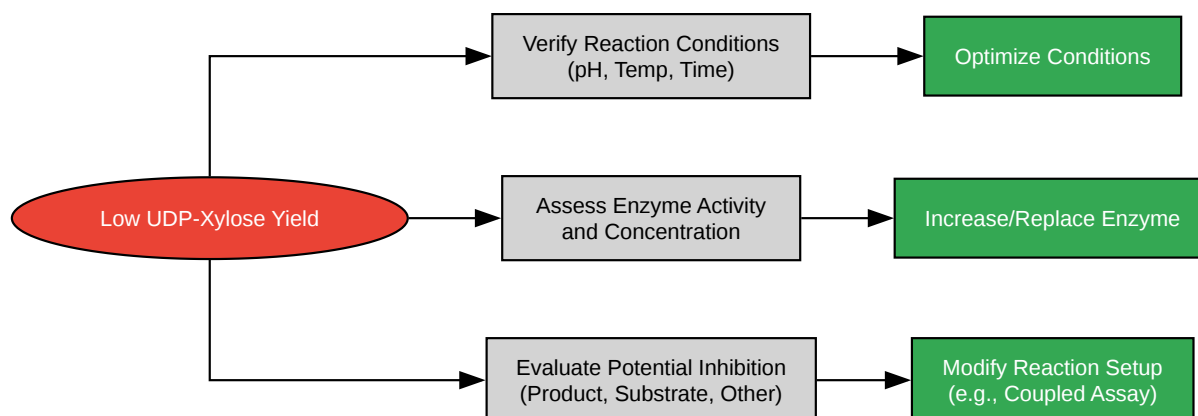 Verify Reaction Conditions
(pH, Temp, Time)
Optimize Conditions
Low UDP-Xylose Yield
Assess Enzyme Activity
and Concentration
Increase/Replace Enzyme
Evaluate Potential Inhibition
(Product, Substrate, Other)
Modify Reaction Setup
(e.g., Coupled Assay)